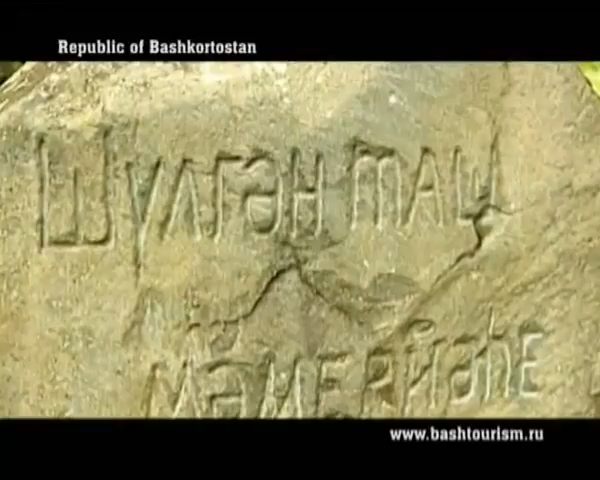 Republic of Bashkortostan
Шүлгән таш
мәмерйәһе
www.bashtourism.ru